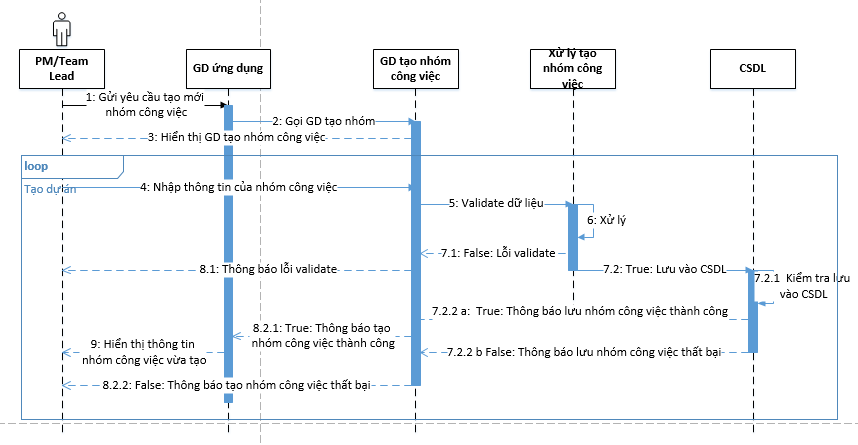 PM/Team
Lead
GD ứng dụng
GD tạo nhóm
công việc
Xử lý tạo
nhóm công
việc
CSDL
1: Gửi yêu cầu tạo mới
nhóm công việc
2: Gọi GD tạo nhóm
3: Hiển thị GD tạo nhóm công việc
loop
Tạo dự án
4: Nhập thông tin của nhóm công việc
5: Validate dữ liệu
6: Xử lý
7.1: False: Lỗi validate
8.1: Thông báo lỗi validate
7.2: True: Lưu vào CSDL
7.2.1 Kiểm tra lưu
vào CSDL
7.2.2 a: True: Thông báo lưu nhóm công việc thành công
8.2.1: True: Thông báo tạo
nhóm công việc thành công
9: Hiển thị thông tin
nhóm công việc vừa tạo
7.2.2 b False: Thông báo lưu nhóm công việc thất bại
8.2.2: False: Thông báo tạo nhóm công việc thất bại